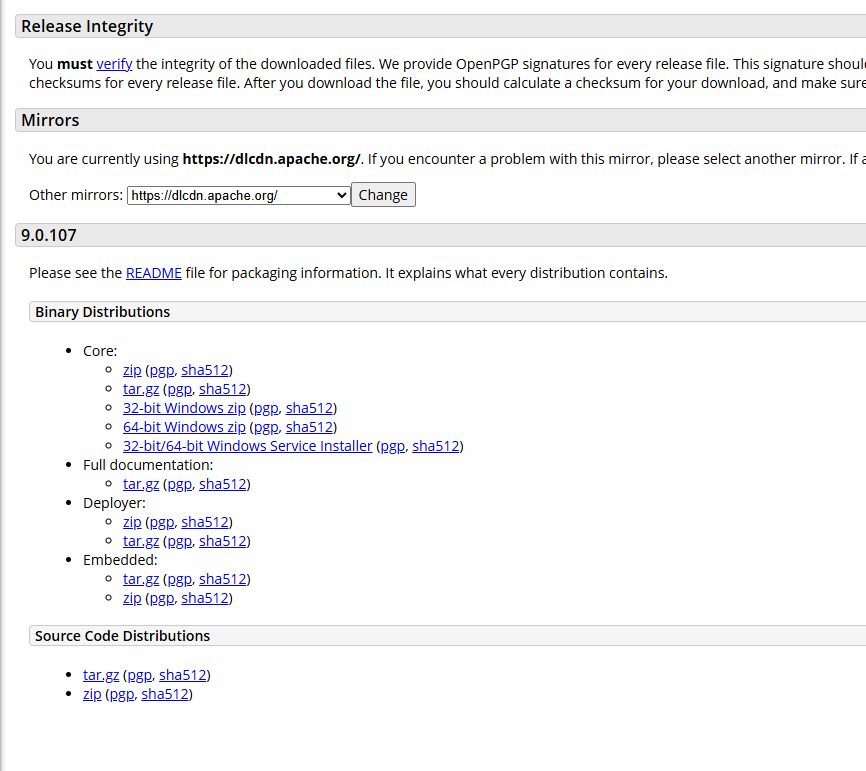 Release Integrity
You must verify the integrity of the downloaded files. We provide OpenPGP signatures for every release file. This signature
checksums for every release file. After you download the file, you should calculate a checksum for your download, and make sure
Mirrors
You are currently using https://dlcdn.apache.org/. If you encounter a problem with this mirror, please select another mirror. If
Other mirrors: https://dlcdn.apache.org/ Change
9.0.107
Please see the README file for packaging information. It explains what every distribution contains.
Binary Distributions
• Core:
◦ zip (pgp, sha512)
◦ tar.gz (pgp, sha512)
◦ 32-bit Windows zip (pgp, sha512)
◦ 64-bit Windows zip (pgp, sha512)
◦ 32-bit/64-bit Windows Service Installer (pgp, sha512)
• Full documentation:
◦ tar.gz (pgp, sha512)
• Deployer:
◦ zip (pgp, sha512)
◦ tar.gz (pgp, sha512)
• Embedded:
◦ tar.gz (pgp, sha512)
◦ zip (pgp, sha512)
Source Code Distributions
• tar.gz (pgp, sha512)
• zip (pgp, sha512)